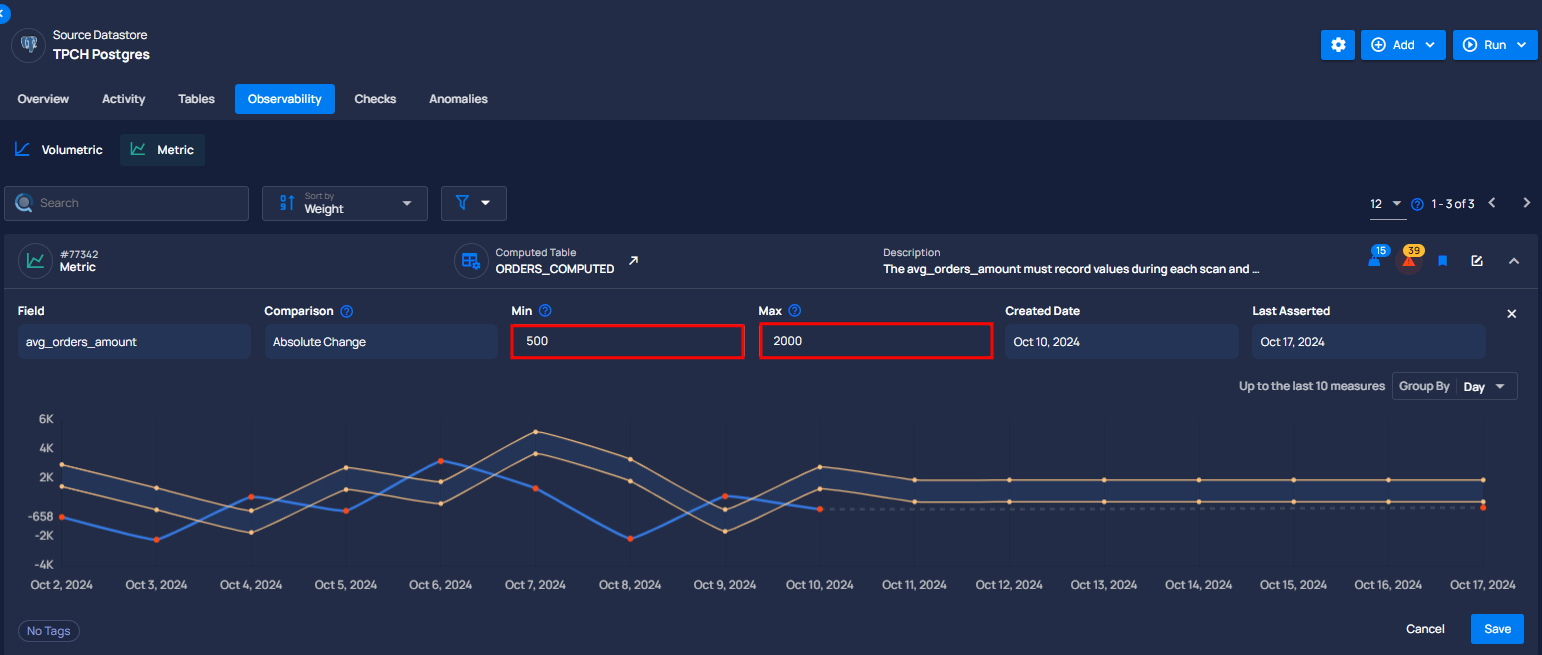 Source Datastore
TPCH Postgres
Add
Run
Overview Activity Tables Observability Checks Anomalies
Volumetric Metric
Search
Sort by
Weight
12 1 - 3 of 3
#77342
Metric
Computed Table
ORDERS_COMPUTED
Description
The avg_orders_amount must record values during each scan and ...
15
39
Field Comparison Min Max Created Date Last Asserted
avg_orders_amount Absolute Change 500 2000 Oct 10, 2024 Oct 17, 2024
Up to the last 10 measures Group By Day
6K
4K
2K
-658
-2K
-4K
Oct 2, 2024 Oct 3, 2024 Oct 4, 2024 Oct 5, 2024 Oct 6, 2024 Oct 7, 2024 Oct 8, 2024 Oct 9, 2024 Oct 10, 2024 Oct 11, 2024 Oct 12, 2024 Oct 13, 2024 Oct 14, 2024 Oct 15, 2024 Oct 16, 2024 Oct 17, 2024
No Tags Cancel Save